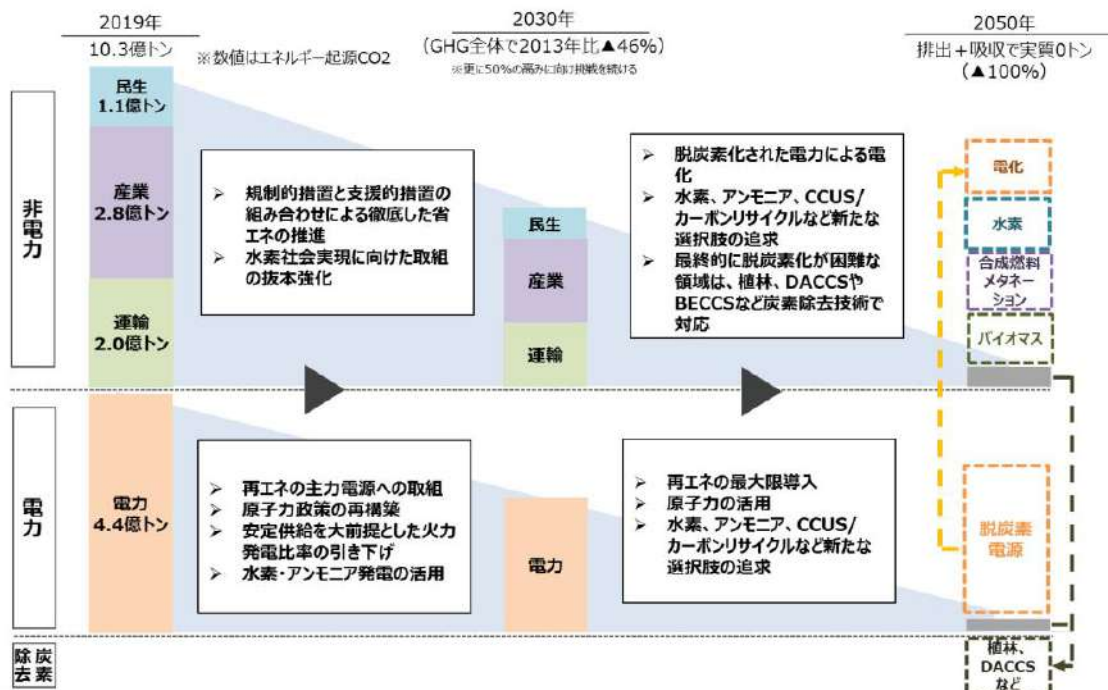 2019年
10.3億トン
※数値はエネルギー起源CO2
2030年
(GHG全体で2013年比▲46%)
※更に50%の高みに向け挑戦を続ける
2050年
排出+吸収で実質0トン
(▲100%)
非電力
民生
1.1億トン
産業
2.8億トン
運輸
2.0億トン
➢ 規制的措置と支援的措置の
組み合わせによる徹底した省
エネの推進
➢ 水素社会実現に向けた取組
の抜本強化
民生
産業
運輸
➢ 脱炭素化された電力による電
化
➢ 水素、アンモニア、CCUS/
カーボンリサイクルなど新たな
選択肢の追求
➢ 最終的に脱炭素化が困難な
領域は、植林、DACCSや
BECCSなど炭素除去技術で
対応
電化
水素
合成燃料
メタネー
ション
バイオマス
電力
電力
4.4億トン
➢ 再エネの主力電源への取組
➢ 原子力政策の再構築
➢ 安定供給を大前提とした火力
発電比率の引き下げ
➢ 水素・アンモニア発電の活用
電力
➢ 再エネの最大限導入
➢ 原子力の活用
➢ 水素、アンモニア、CCUS/
カーボンリサイクルなど新たな
選択肢の追求
脱炭素
電源
炭素
除去
植林、
DACCS
など